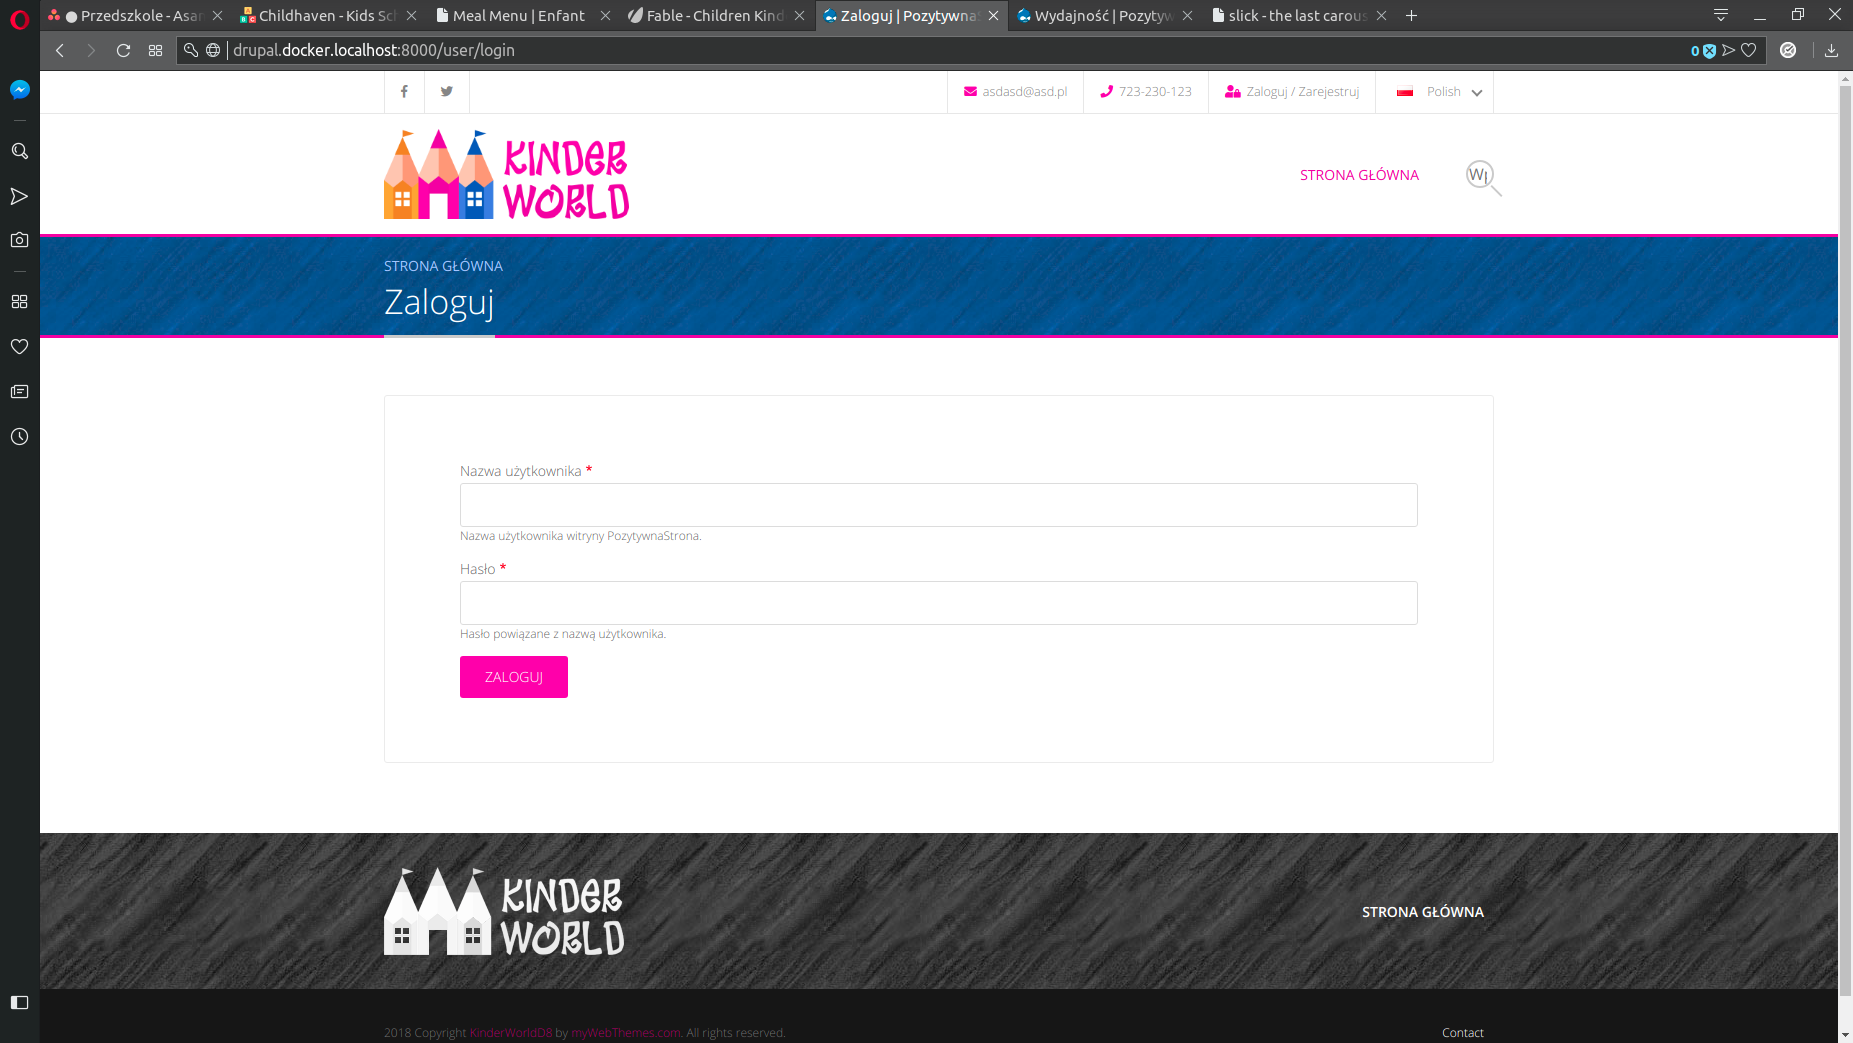 Przedszkole - Asan
Childhaven - Kids Sch
Meal Menu | Enfant
Fable - Children Kind
Zaloguj | Pozytywna
Wydajność | Pozytyw
slick - the last carous
drupal.docker.localhost:8000/user/login
0
asdasd@asd.pl
723-230-123
Zaloguj / Zarejestruj
Polish
KINDER
WORLD
STRONA GŁÓWNA
STRONA GŁÓWNA
Zaloguj
Nazwa użytkownika *
Nazwa użytkownika witryny PozytywnaStrona.
Hasło *
Hasło powiązane z nazwą użytkownika.
ZALOGUJ
KINDER
WORLD
STRONA GŁÓWNA
2018 Copyright KinderWorldD8 by myWebThemes.com. All rights reserved.
Contact